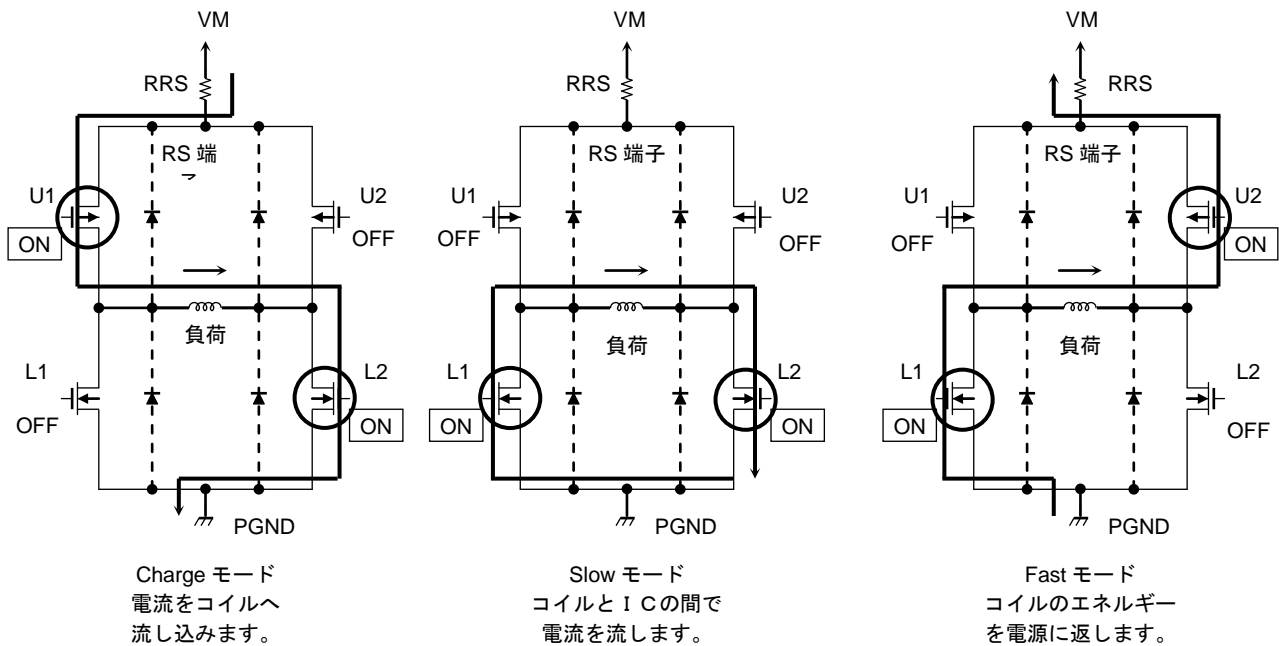 VM
RRS
RS 端
U1
ON
U2
OFF
負荷
L1
OFF
L2
ON
PGND
Charge モード
電流をコイルへ
流し込みます。
VM
RRS
RS 端子
U1
OFF
U2
OFF
負荷
L1
ON
L2
ON
PGND
Slow モード
コイルとＩＣの間で
電流を流します。
VM
RRS
RS 端子
U1
OFF
U2
ON
負荷
L1
ON
L2
OFF
PGND
Fast モード
コイルのエネルギー
を電源に返します。